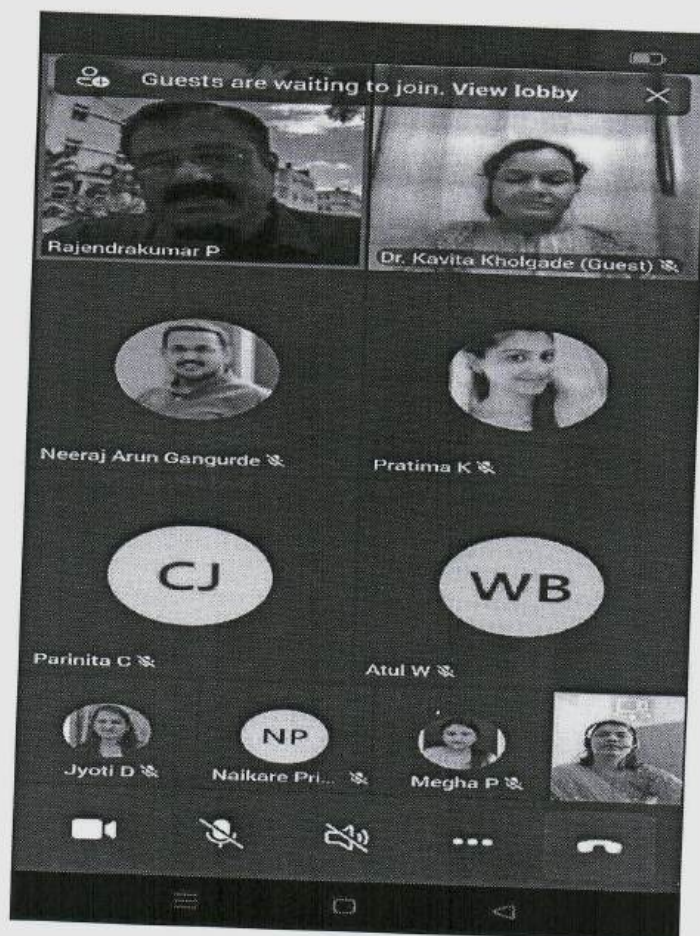 Guests are waiting to join. View lobby
Rajendrakumar P
Dr. Kavita Kholgade (Guest)
Neeraj Arun Gangurde
Pratima K
CJ
WB
Parinita C
Atul W
NP
Jyoti D
Naikare Pri...
Megha P